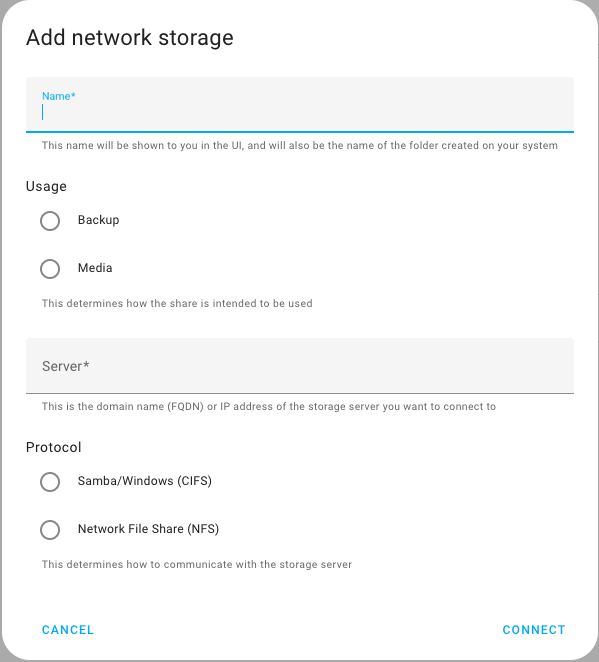 Add network storage
Name*
This name will be shown to you in the UI, and will also be the name of the folder created on your system
Usage
Backup
Media
This determines how the share is intended to be used
Server*
This is the domain name (FQDN) or IP address of the storage server you want to connect to
Protocol
Samba/Windows (CIFS)
Network File Share (NFS)
This determines how to communicate with the storage server
CANCEL
CONNECT